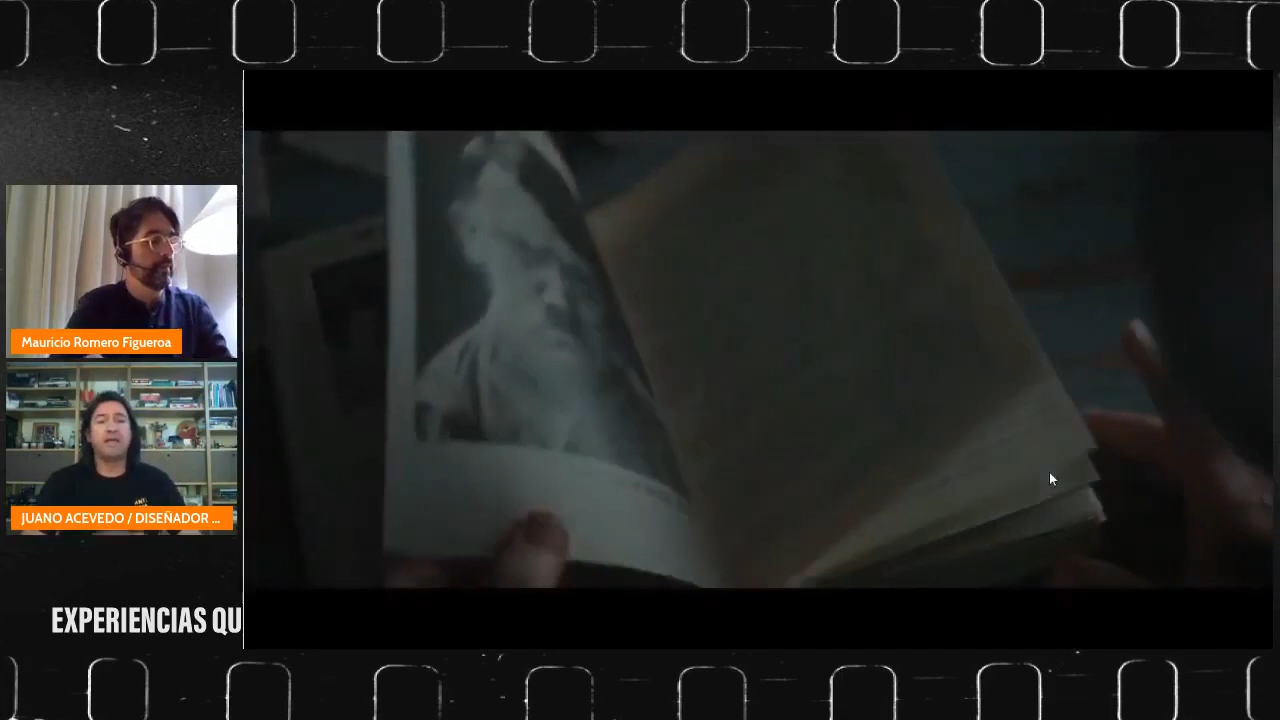 Mauricio Romero Figueroa
JUANO ACEVEDO / DISEÑADOR ...
EXPERIENCIAS QU